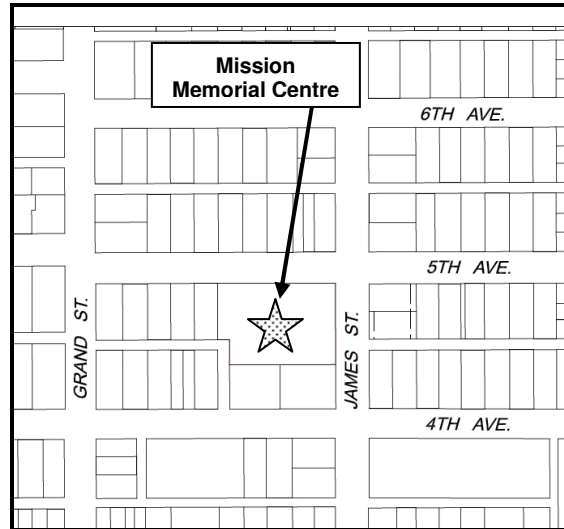 Mission
Memorial Centre
6TH AVE.
5TH AVE.
GRAND ST.
JAMES ST.
4TH AVE.